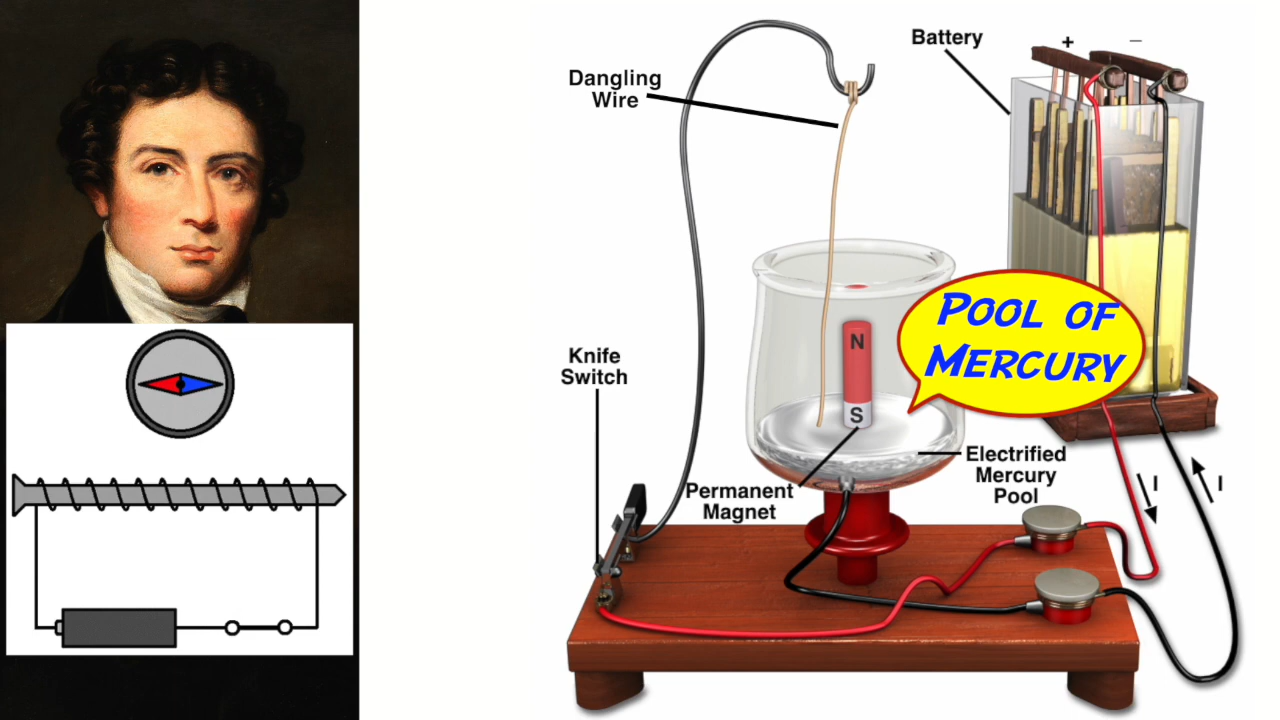 Battery
+
–
Dangling
Wire
POOL OF
MERCURY
N
S
Knife
Switch
Electrified
Mercury
Pool
Permanent
Magnet
I
I